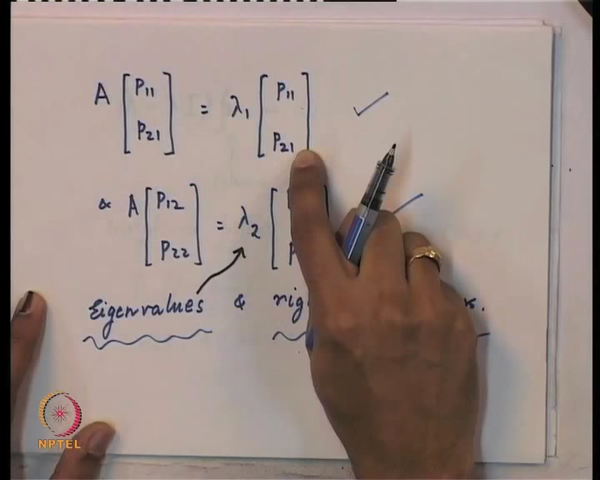 A [p11 p21] = λ1 [p11 p21] ✓
& A [p12 p22] = λ2 [p
Eigenvalues & rig s.
NPTEL